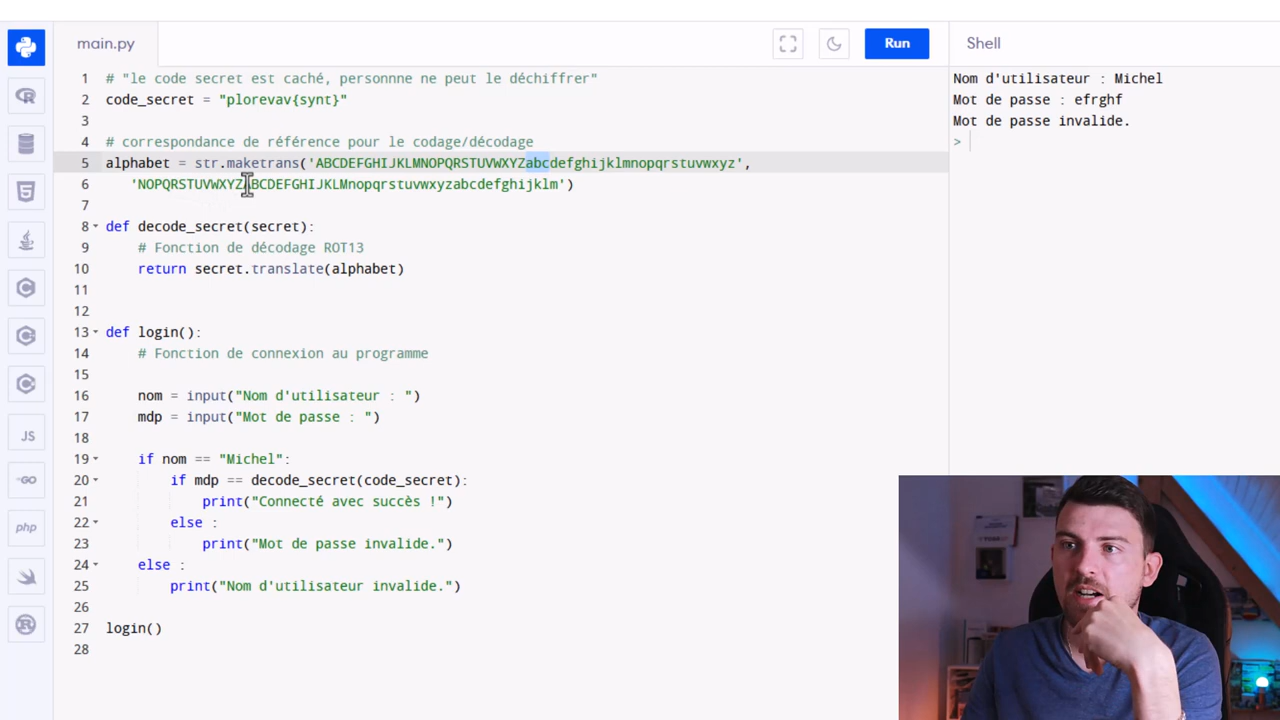 main.py
Run
Shell
1 # "le code secret est caché, personnne ne peut le déchiffrer"
2 code_secret = "plorevav{synt}"
3
4 # correspondance de référence pour le codage/décodage
5 alphabet = str.maketrans('ABCDEFGHIJKLMNOPQRSTUVWXYZabcdefghijklmnopqrstuvwxyz',
6 'NOPQRSTUVWXYZABCDEFGHIJKLMnopqrstuvwxyzabcdefghijklm')
7
8 def decode_secret(secret):
9 # Fonction de décodage ROT13
10 return secret.translate(alphabet)
11
12
13 def login():
14 # Fonction de connexion au programme
15
16 nom = input("Nom d'utilisateur : ")
17 mdp = input("Mot de passe : ")
18
19 if nom == "Michel":
20 if mdp == decode_secret(code_secret):
21 print("Connecté avec succès !")
22 else :
23 print("Mot de passe invalide.")
24 else :
25 print("Nom d'utilisateur invalide.")
26
27 login()
28
Nom d'utilisateur : Michel
Mot de passe : efrghf
Mot de passe invalide.
>
JS
GO
php